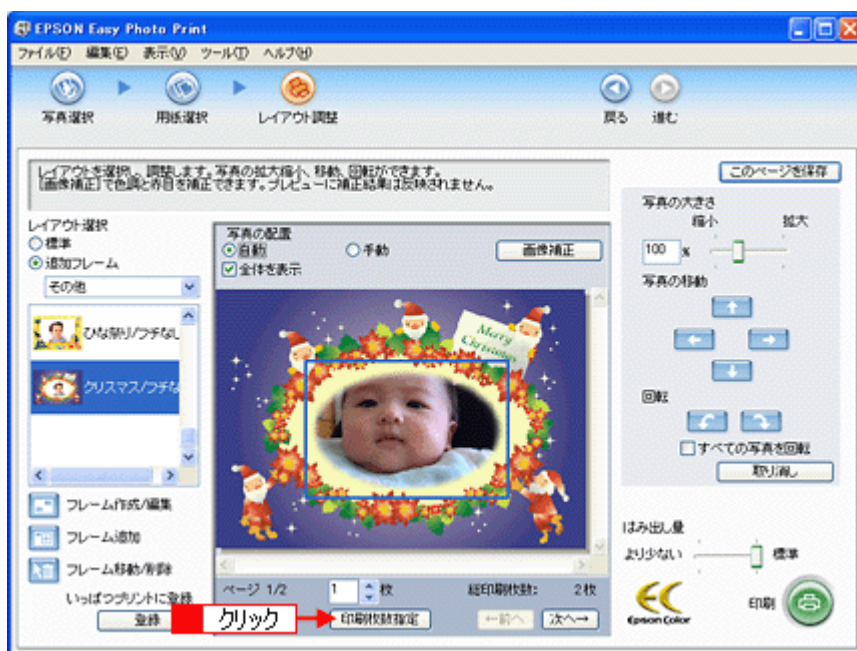 EPSON Easy Photo Print
ファイル(F) 編集(E) 表示(V) ツール(T) ヘルプ(H)
写真選択 用紙選択 レイアウト調整 戻る 進む
レイアウトを選択し、調整します。写真の拡大縮小、移動、回転ができます。
[画像補正]で色調と赤目を補正できます。プレビューに補正結果は反映されません。
このページを保存
レイアウト選択
標準
追加フレーム
その他
ひな祭り/フチなし
クリスマス/フチな
フレーム作成/編集
フレーム追加
フレーム移動/削除
いっぱつプリントに登録
登録
写真の配置
自動 手動 画像補正
全体を表示
Merry
Christmas
ページ 1/2 1 枚 総印刷枚数: 2枚
クリック
印刷枚数指定 ←前へ 次へ→
写真の大きさ
縮小 拡大
100 %
写真の移動
回転
すべての写真を回転
取り消し
はみ出し量
より少ない 標準
Epson Color
印刷